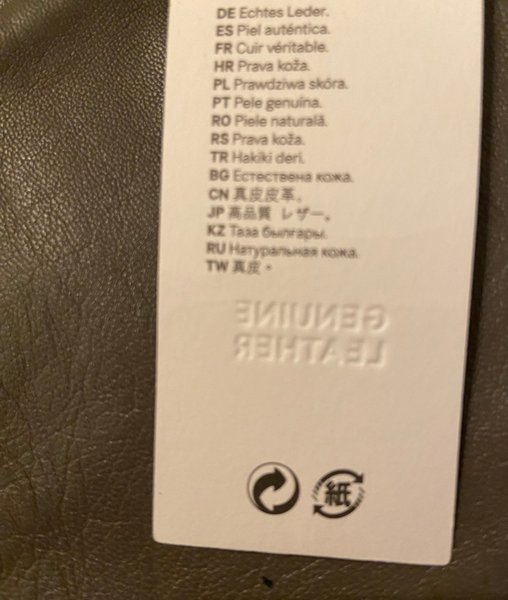 DE Echtes Leder.
ES Piel auténtica.
FR Cuir véritable.
HR Prava koža.
PL Prawdziwa skóra.
PT Pele genuína.
RO Piele naturală.
RS Prava koža.
TR Hakiki deri.
BG Естествена кожа.
CN 真皮皮革。
JP 高品質 レザー。
KZ Таза былғары.
RU Натуральная кожа.
TW 真皮。
GENUINE
LEATHER
紙